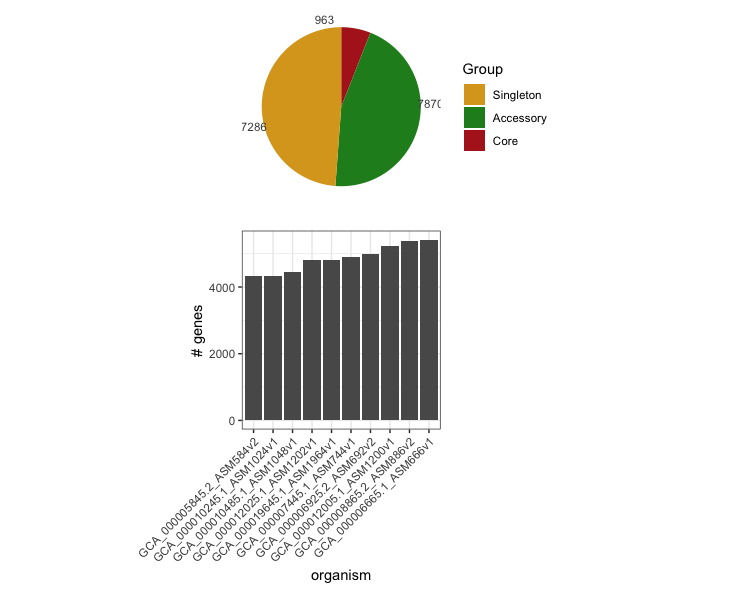 963
7870
7286
Group
Singleton
Accessory
Core
# genes
4000
2000
0
GCA_000005845.2_ASM584v2
GCA_000010245.1_ASM1024v1
GCA_000010485.1_ASM1048v1
GCA_000012025.1_ASM1202v1
GCA_000019645.1_ASM1964v1
GCA_000007445.1_ASM744v1
GCA_000006925.2_ASM692v2
GCA_000012005.1_ASM1200v1
GCA_000008865.2_ASM886v2
GCA_000006665.1_ASM666v1
organism